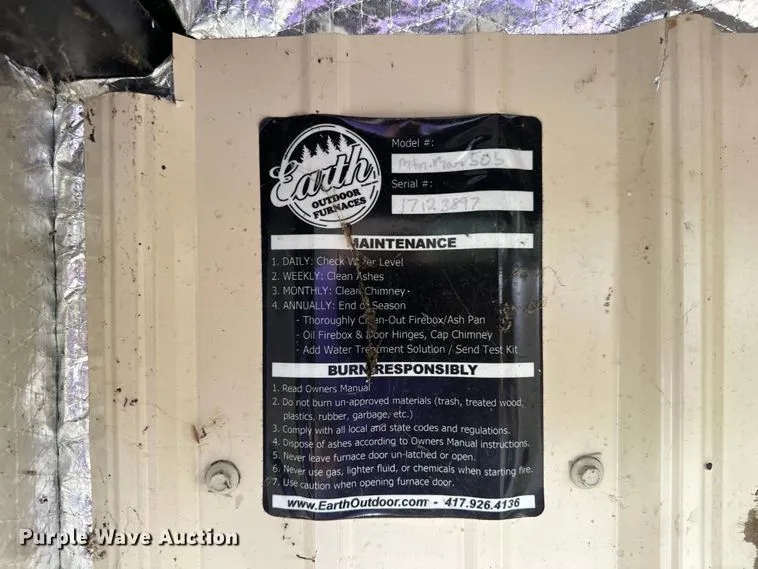 Earth
OUTDOOR
FURNACES
Model #:
Mtn. Man 505
Serial #:
17123897
MAINTENANCE
1. DAILY: Check Water Level
2. WEEKLY: Clean Ashes
3. MONTHLY: Clean Chimney
4. ANNUALLY: End of Season
- Thoroughly Clean-Out Firebox/Ash Pan
- Oil Firebox & Door Hinges, Cap Chimney
- Add Water Treatment Solution / Send Test Kit
BURN RESPONSIBLY
1. Read Owners Manual
2. Do not burn un-approved materials (trash, treated wood,
plastics, rubber, garbage, etc.)
3. Comply with all local and state codes and regulations.
4. Dispose of ashes according to Owners Manual instructions.
5. Never leave furnace door un-latched or open.
6. Never use gas, lighter fluid, or chemicals when starting fire.
7. Use caution when opening furnace door.
www.EarthOutdoor.com - 417.926.4136
Purple Wave Auction